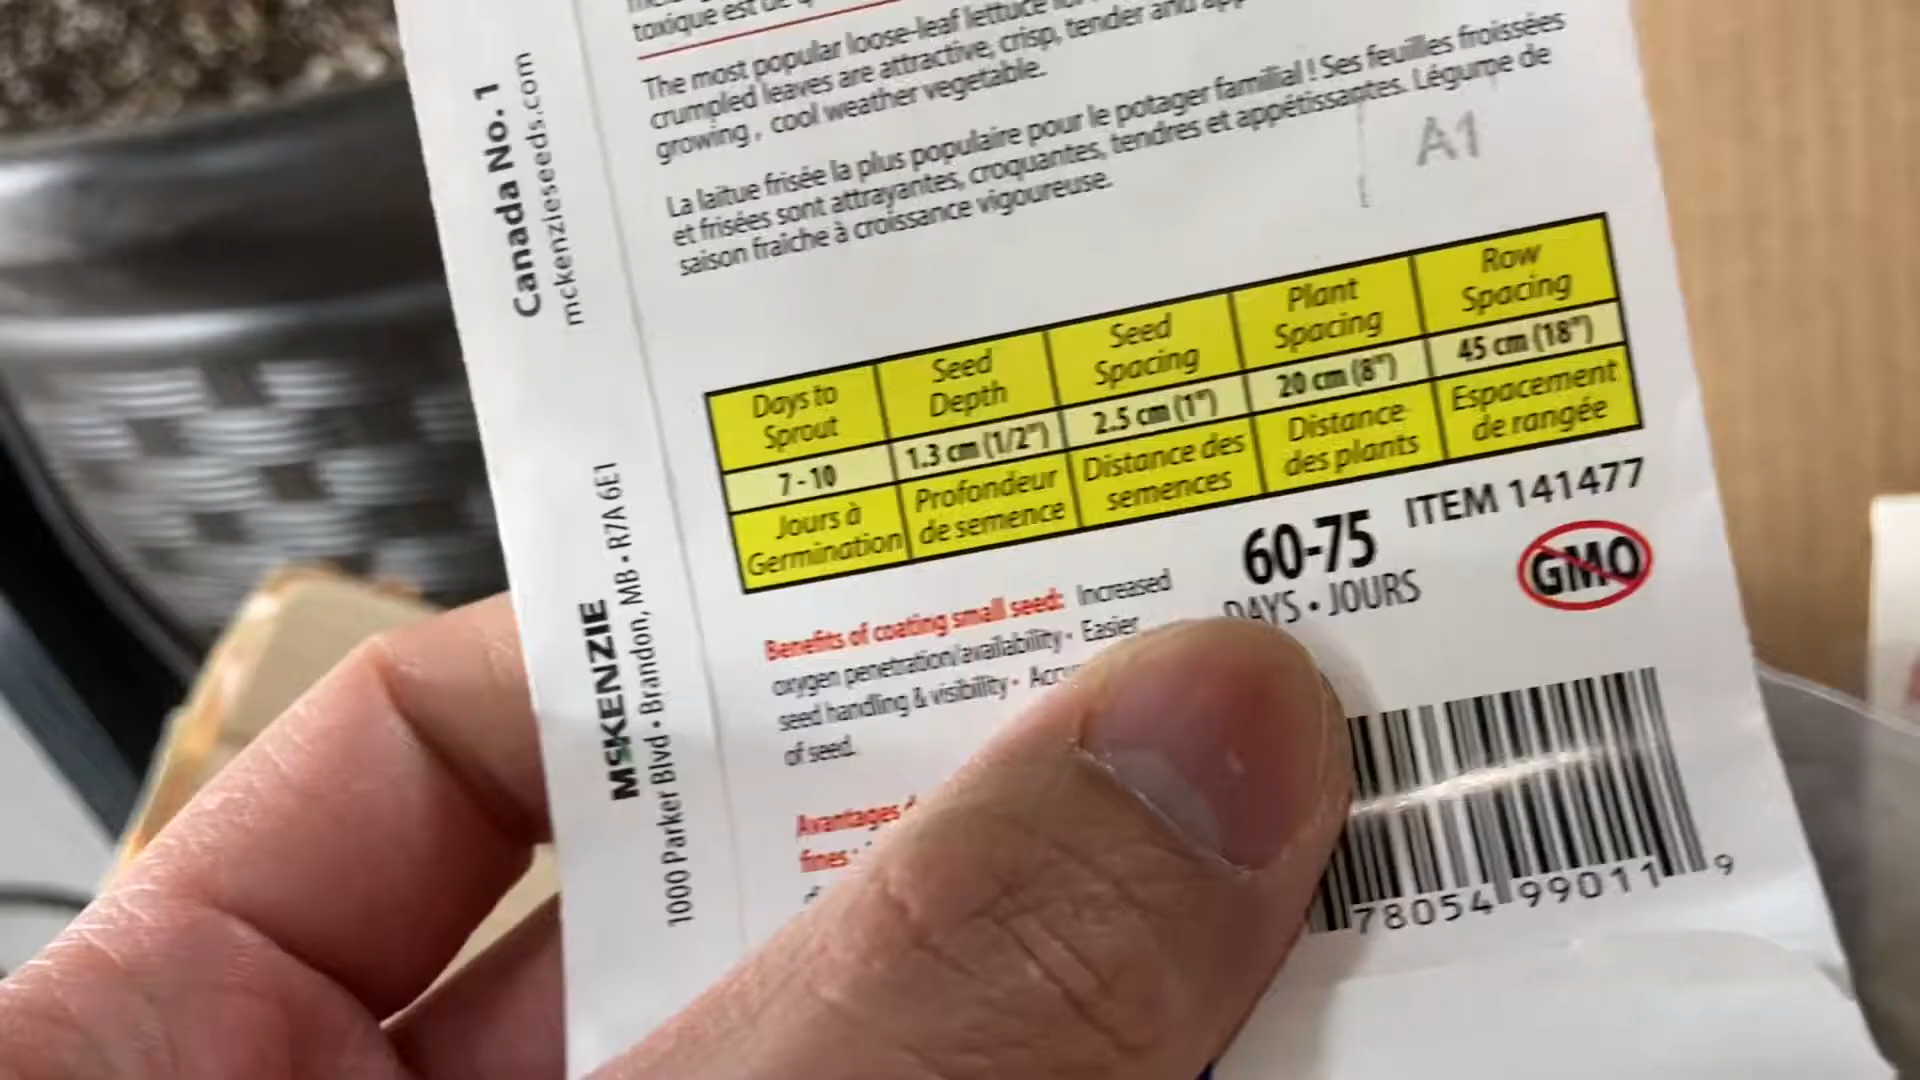 toxique est de q
The most popular loose-leaf lettuce
crumpled leaves are attractive, crisp, tender and app
growing, cool weather vegetable.
La laitue frisée la plus populaire pour le potager familial ! Ses feuilles froissées
et frisées sont attrayantes, croquantes, tendres et appétissantes. Légume de
saison fraîche à croissance vigoureuse.
A1
Canada No. 1
mckenzieseeds.com
MCKENZIE
1000 Parker Blvd • Brandon, MB • R7A 6E1
Days to Sprout
Seed Depth
Seed Spacing
Plant Spacing
Row Spacing
7 - 10
1.3 cm (1/2")
2.5 cm (1")
20 cm (8")
45 cm (18")
Jours à Germination
Profondeur de semence
Distance des semences
Distance des plants
Espacement de rangée
60-75
DAYS • JOURS
ITEM 141477
GMO
Benefits of coating small seed: Increased
oxygen penetration/availability • Easier
seed handling & visibility • Accu
of seed.
Avantages d
fines :
78054 99011 9